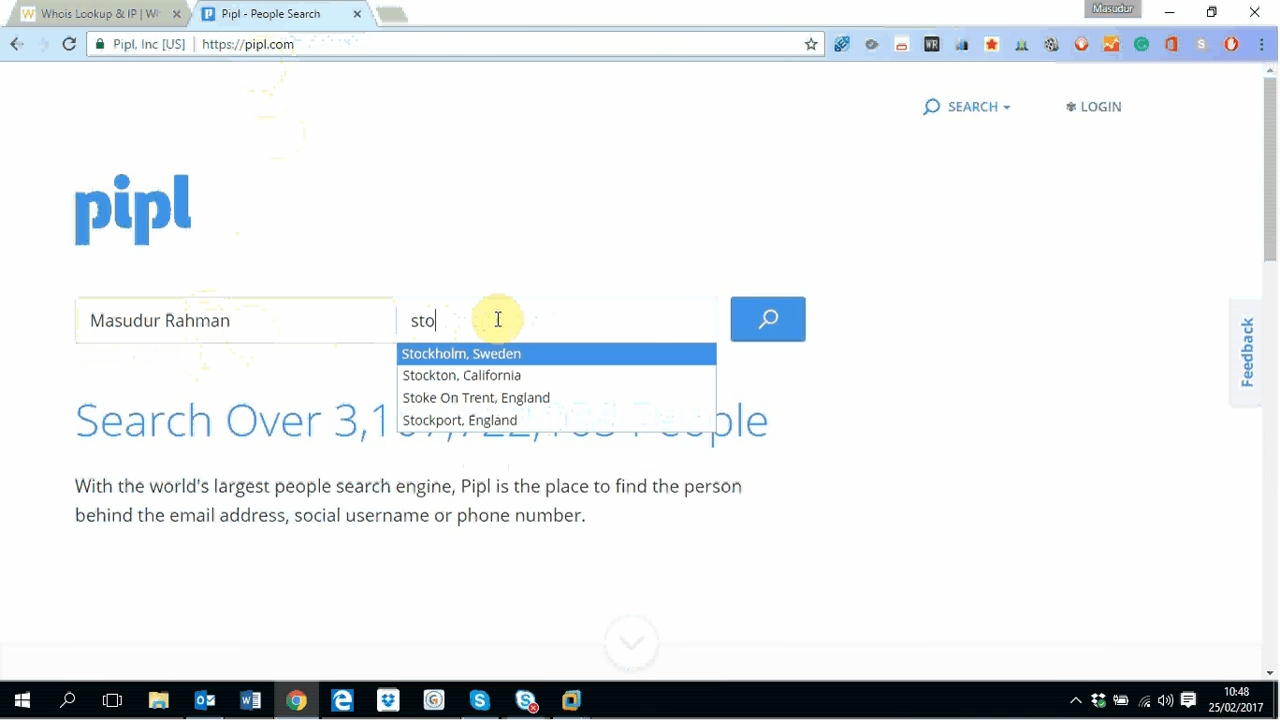 Whois Lookup & IP | Wh
Pipl - People Search
Masudur
Pipl, Inc [US] https://pipl.com
SEARCH
LOGIN
pipl
Masudur Rahman
sto
Stockholm, Sweden
Stockton, California
Stoke On Trent, England
Stockport, England
Search Over People
With the world's largest people search engine, Pipl is the place to find the person
behind the email address, social username or phone number.
Feedback
10:48
25/02/2017